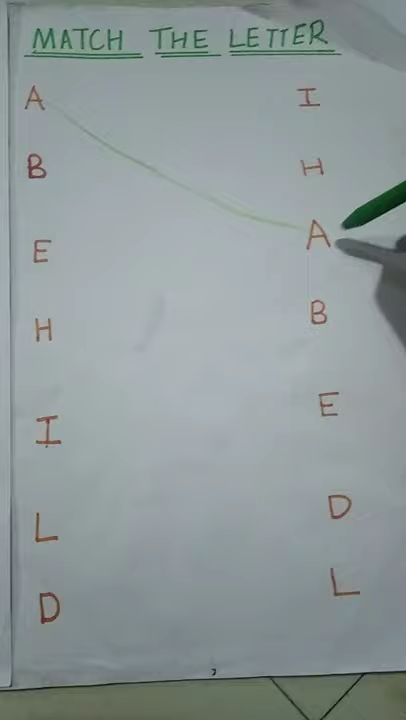 MATCH THE LETTER
A I
B H
E A
H B
I E
L D
D L